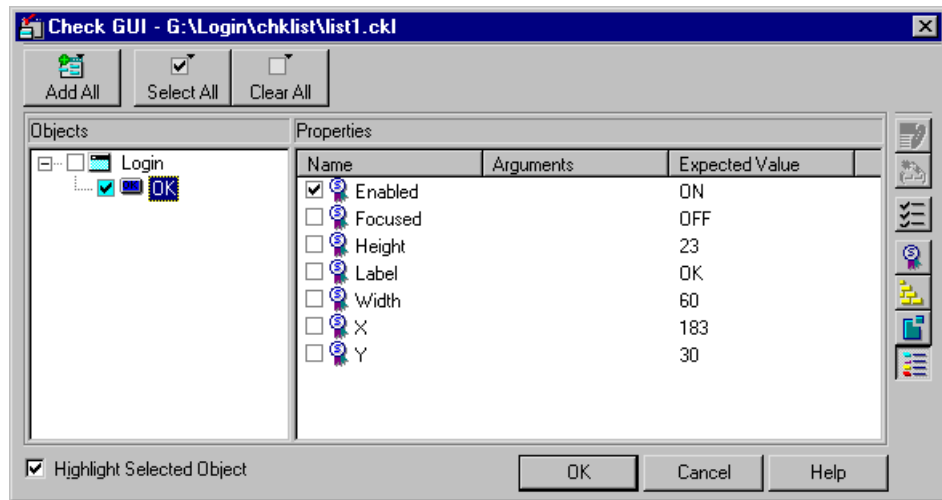 Check GUI - G:\Login\chklist\list1.ckl
Add All Select All Clear All
Objects Properties
Login
OK
Name Arguments Expected Value
Enabled ON
Focused OFF
Height 23
Label OK
Width 60
X 183
Y 30
Highlight Selected Object OK Cancel Help